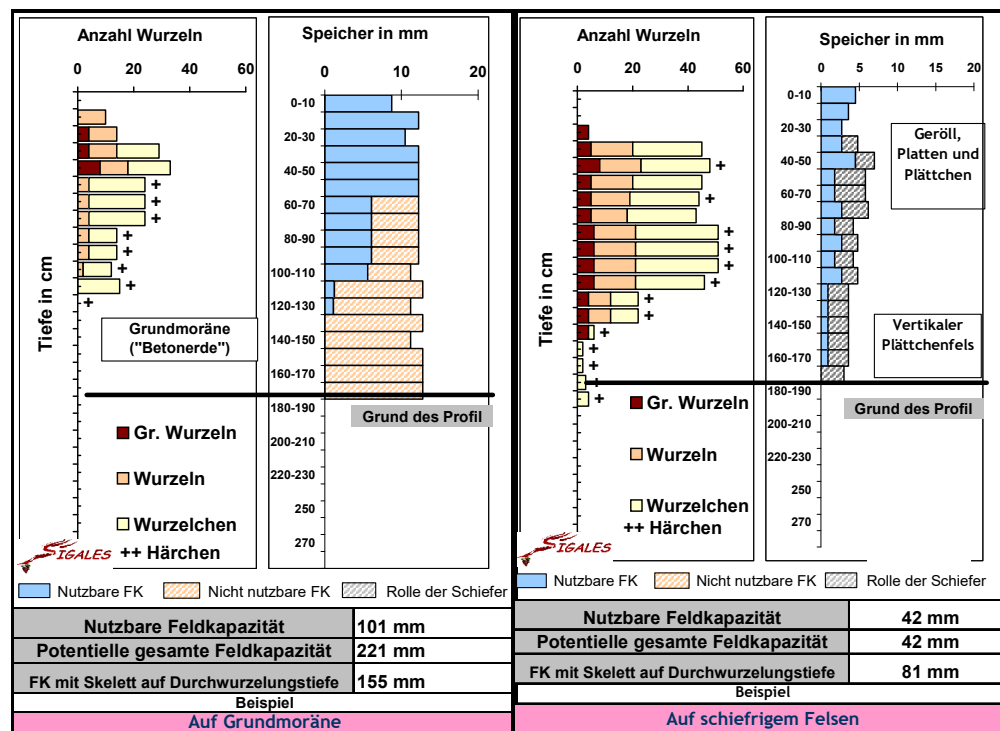 Anzahl Wurzeln
0 20 40 60
Tiefe in cm
+
+
+
+
+
+
+
+
Grundmoräne
("Betonerde")
Gr. Wurzeln
Wurzeln
Wurzelchen
++ Härchen
SIGALES
Speicher in mm
0 10 20
0-10
20-30
40-50
60-70
80-90
100-110
120-130
140-150
160-170
180-190
200-210
220-230
250
270
Grund des Profil
Nutzbare FK Nicht nutzbare FK Rolle der Schiefer
Nutzbare Feldkapazität 101 mm
Potentielle gesamte Feldkapazität 221 mm
FK mit Skelett auf Durchwurzelungstiefe 155 mm
Beispiel
Auf Grundmoräne
Anzahl Wurzeln
0 20 40 60
Tiefe in cm
+
+
+
+
+
+
+
+
+
+
+
+
+
Gr. Wurzeln
Wurzeln
Wurzelchen
++ Härchen
SIGALES
Speicher in mm
0 5 10 15 20
0-10
20-30
40-50
60-70
80-90
100-110
120-130
140-150
160-170
180-190
200-210
220-230
250
270
Geröll,
Platten und
Plättchen
Vertikaler
Plättchenfels
Grund des Profil
Nutzbare FK Nicht nutzbare FK Rolle der Schiefer
Nutzbare Feldkapazität 42 mm
Potentielle gesamte Feldkapazität 42 mm
FK mit Skelett auf Durchwurzelungstiefe 81 mm
Beispiel
Auf schiefrigem Felsen